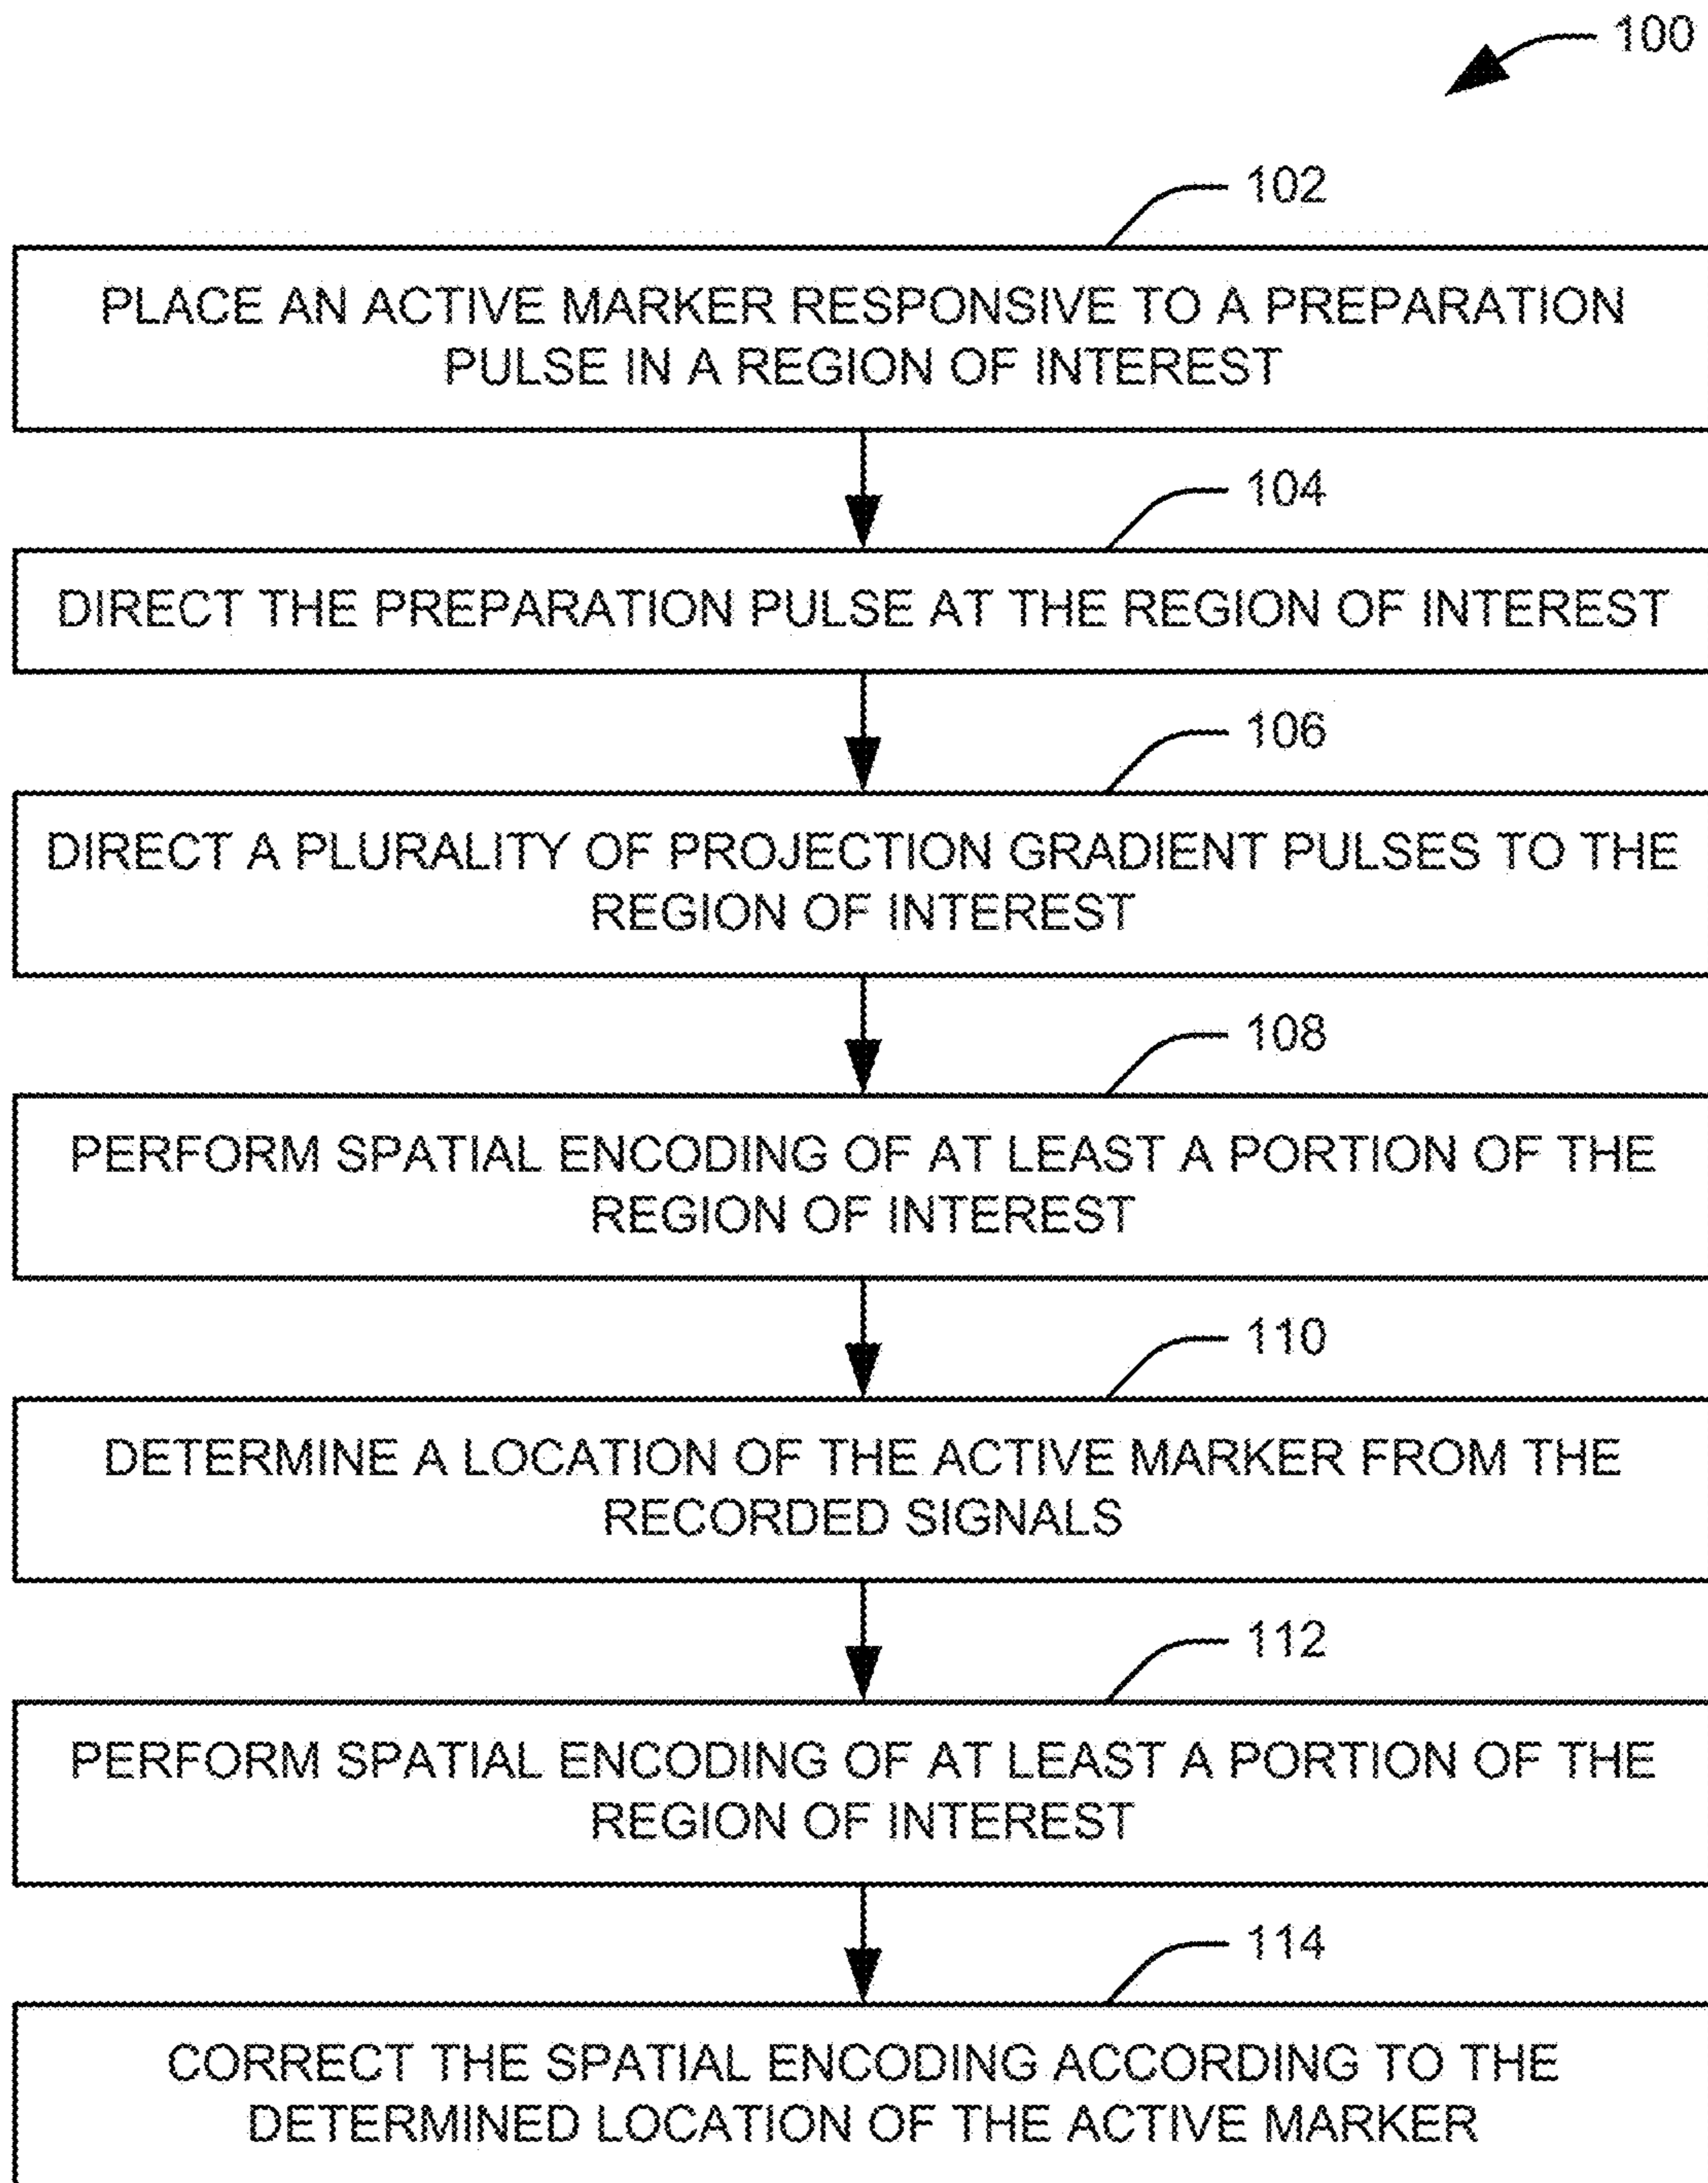 100
102
PLACE AN ACTIVE MARKER RESPONSIVE TO A PREPARATION
PULSE IN A REGION OF INTEREST
104
DIRECT THE PREPARATION PULSE AT THE REGION OF INTEREST
106
DIRECT A PLURALITY OF PROJECTION GRADIENT PULSES TO THE
REGION OF INTEREST
108
PERFORM SPATIAL ENCODING OF AT LEAST A PORTION OF THE
REGION OF INTEREST
110
DETERMINE A LOCATION OF THE ACTIVE MARKER FROM THE
RECORDED SIGNALS
112
PERFORM SPATIAL ENCODING OF AT LEAST A PORTION OF THE
REGION OF INTEREST
114
CORRECT THE SPATIAL ENCODING ACCORDING TO THE
DETERMINED LOCATION OF THE ACTIVE MARKER